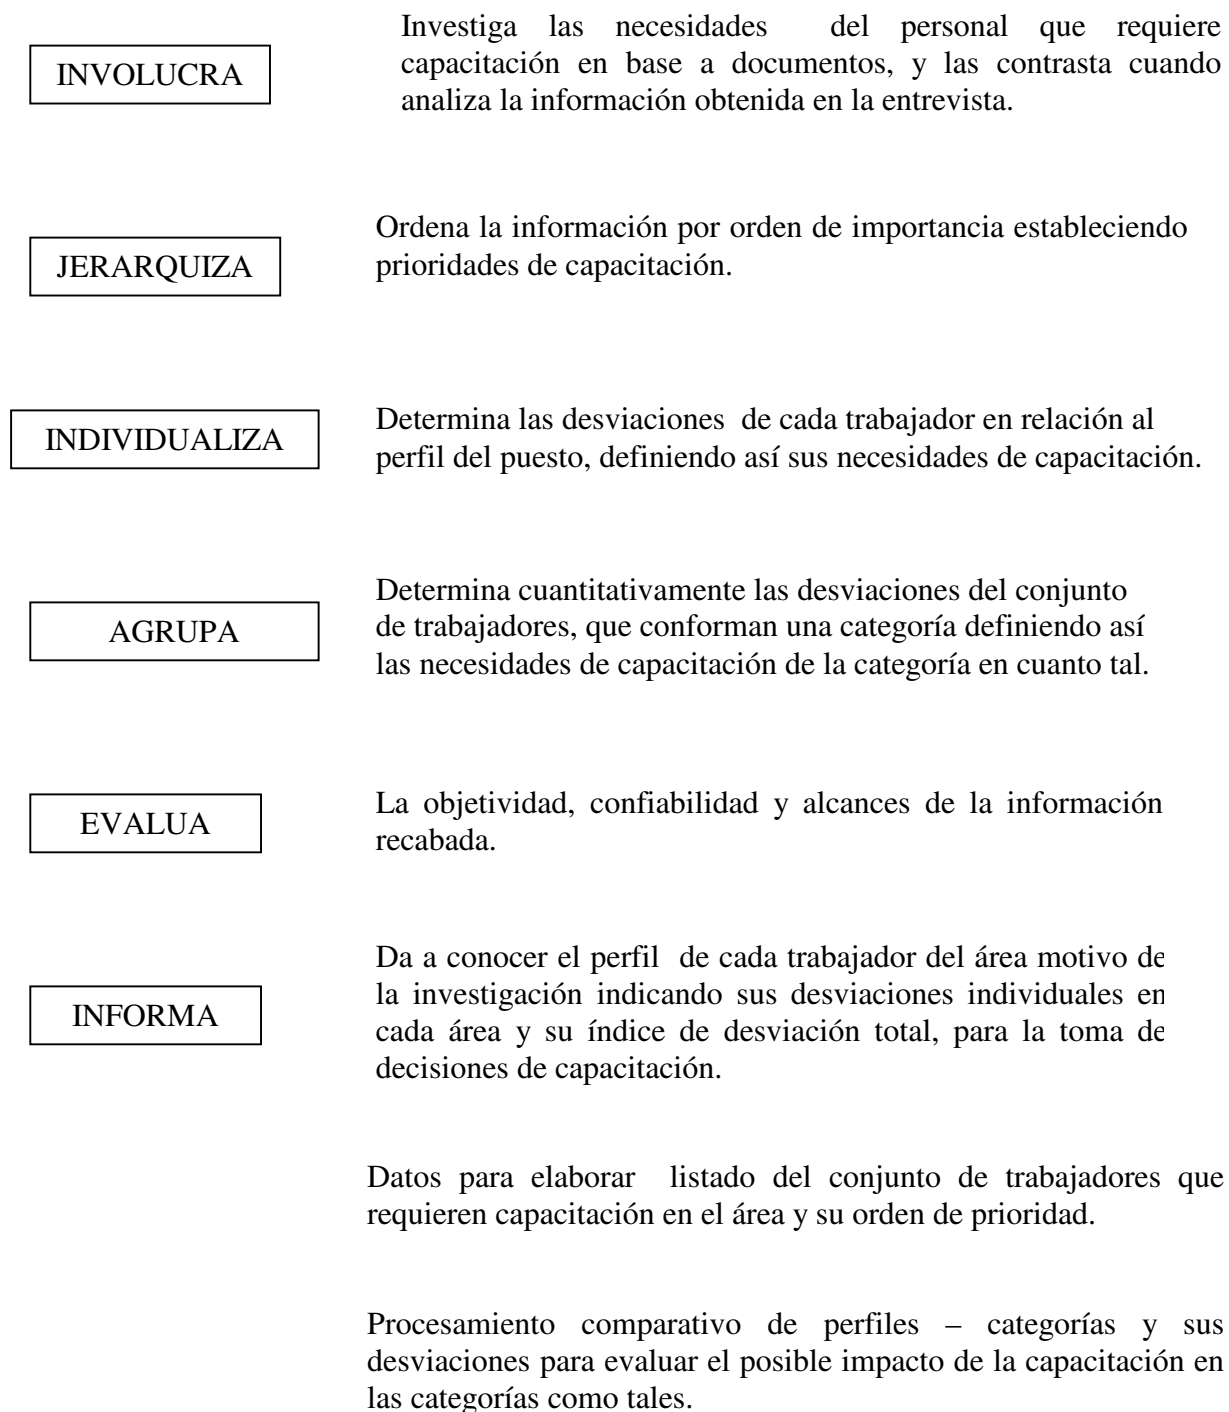 Investiga las necesidades del personal que requiere
INVOLUCRA
capacitación en base a documentos, y las contrasta cuando
analiza la información obtenida en la entrevista.
Ordena la información por orden de importancia estableciendo
JERARQUIZA
prioridades de capacitación.
INDIVIDUALIZA
Determina las desviaciones de cada trabajador en relación al
perfil del puesto, definiendo así sus necesidades de capacitación.
AGRUPA
Determina cuantitativamente las desviaciones del conjunto
de trabajadores, que conforman una categoría definiendo así
las necesidades de capacitación de la categoría en cuanto tal.
EVALUA
La objetividad, confiabilidad y alcances de la información
recabada.
INFORMA
Da a conocer el perfil de cada trabajador del área motivo de
la investigación indicando sus desviaciones individuales en
cada área y su índice de desviación total, para la toma de
decisiones de capacitación.
Datos para elaborar listado del conjunto de trabajadores que
requieren capacitación en el área y su orden de prioridad.
Procesamiento comparativo de perfiles – categorías y sus
desviaciones para evaluar el posible impacto de la capacitación en
las categorías como tales.